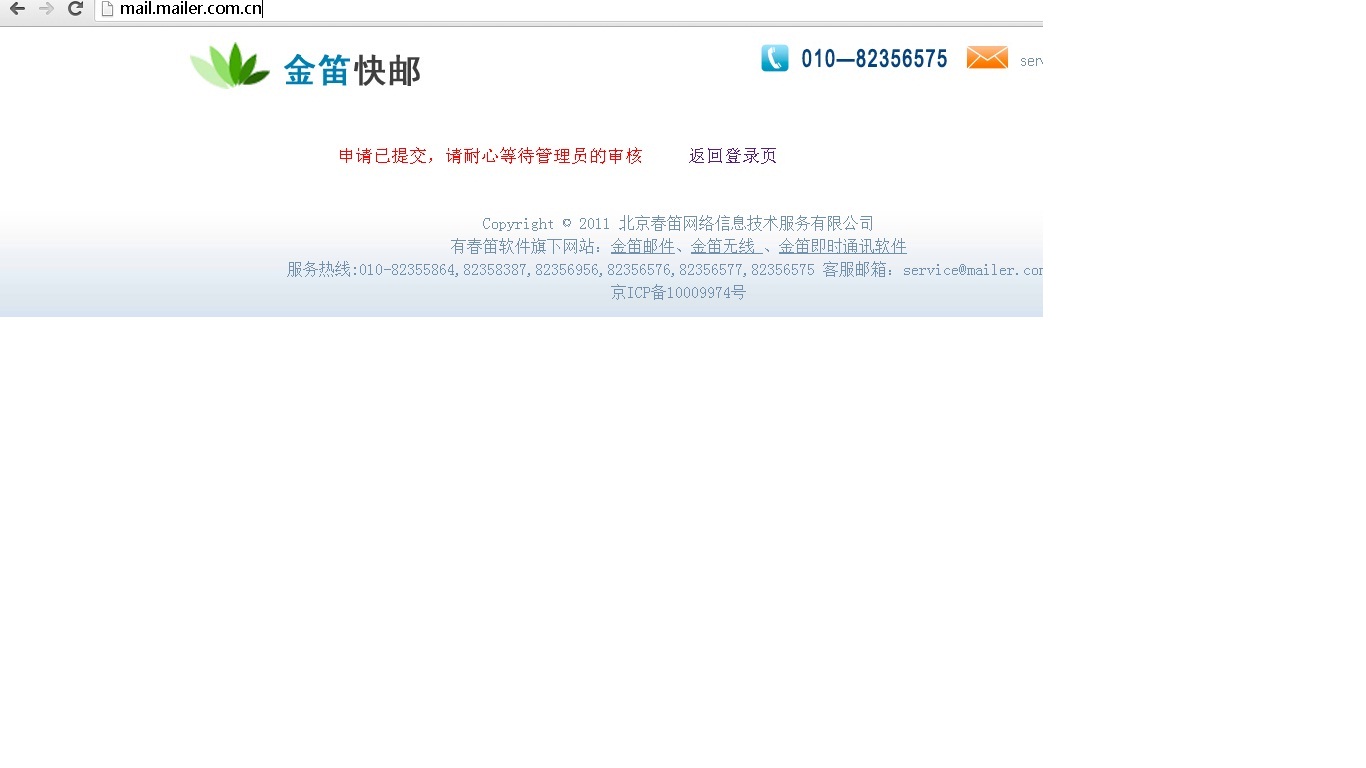 mail.mailer.com.cn
金笛快邮 010—82356575 ser
申请已提交，请耐心等待管理员的审核 返回登录页
Copyright © 2011 北京春笛网络信息技术服务有限公司
有春笛软件旗下网站：金笛邮件、金笛无线 、金笛即时通讯软件
服务热线:010-82355864,82358387,82356956,82356576,82356577,82356575 客服邮箱：service@mailer.com
京ICP备10009974号